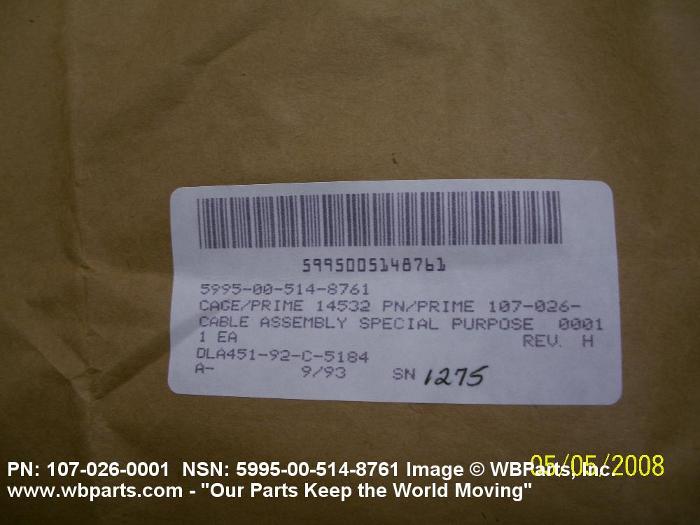 5995005148761
5995-00-514-8761
CAGE/PRIME 14532 PN/PRIME 107-026-
CABLE ASSEMBLY SPECIAL PURPOSE 0001
1 EA REV. H
DLA451-92-C-5184
A- 9/93 SN 1275
PN: 107-026-0001 NSN: 5995-00-514-8761 Image © WBParts, Inc.
05/05/2008
www.wbparts.com - "Our Parts Keep the World Moving"